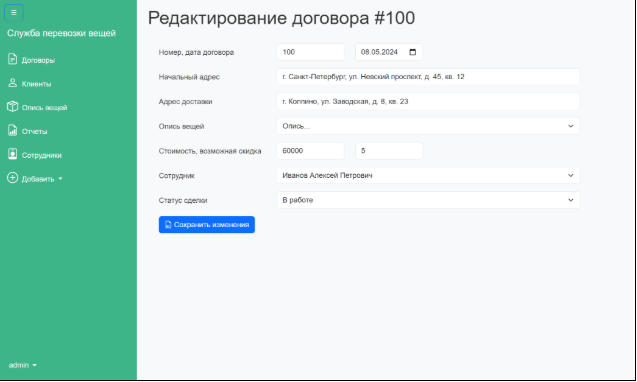 Редактирование договора #100
Служба перевозки вещей
Договоры
Клиенты
Опись вещей
Отчеты
Сотрудники
Добавить
admin
Номер, дата договора 100 08.05.2024
Начальный адрес г. Санкт-Петербург, ул. Невский проспект, д. 45, кв. 12
Адрес доставки г. Колпино, ул. Заводская, д. 8, кв. 23
Опись вещей Опись...
Стоимость, возможная скидка 60000 5
Сотрудник Иванов Алексей Петрович
Статус сделки В работе
Сохранить изменения